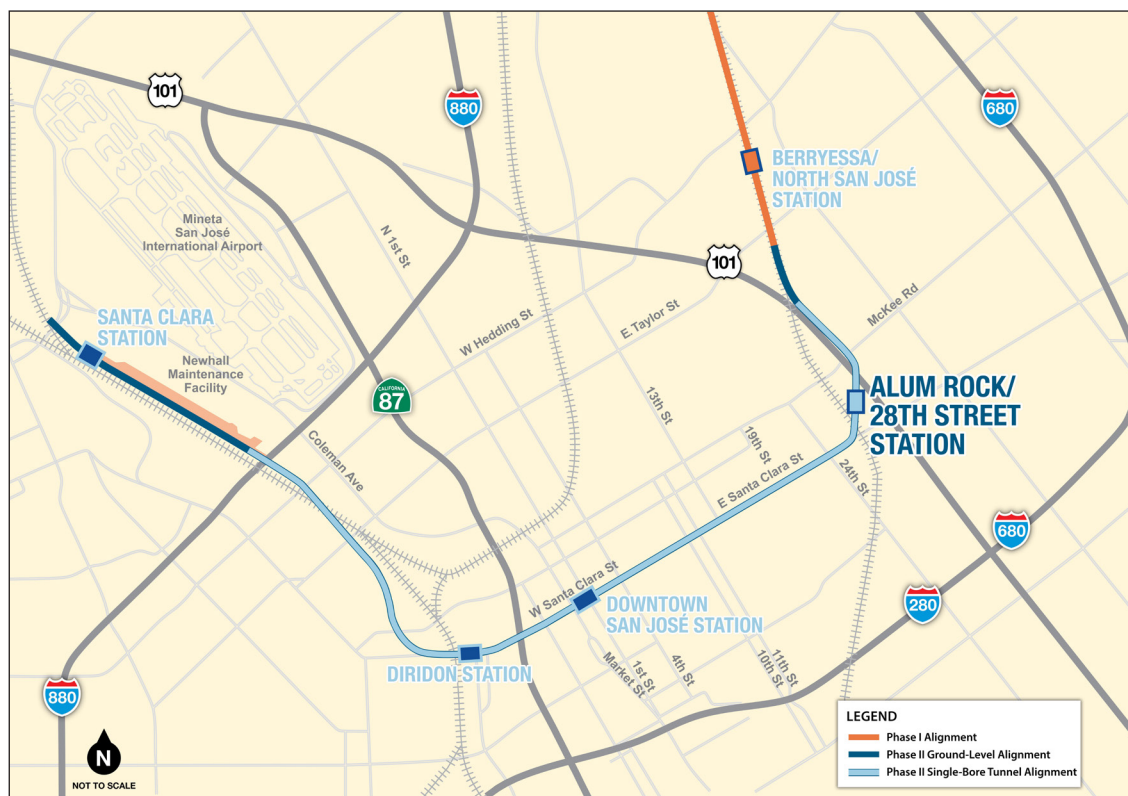 101
880
680
BERRYESSA/
NORTH SAN JOSÉ
STATION
Mineta
San José
International Airport
N 1st St
101
McKee Rd
E Taylor St
W Hedding St
SANTA CLARA
STATION
Newhall
Maintenance
Facility
CALIFORNIA
87
13th St
ALUM ROCK/
28TH STREET
STATION
Coleman Ave
19th St
24th St
E Santa Clara St
680
W Santa Clara St
280
DOWNTOWN
SAN JOSÉ STATION
DIRIDON STATION
Market St
1st St
4th St
10th St
11th St
880
N
NOT TO SCALE
LEGEND
Phase I Alignment
Phase II Ground-Level Alignment
Phase II Single-Bore Tunnel Alignment